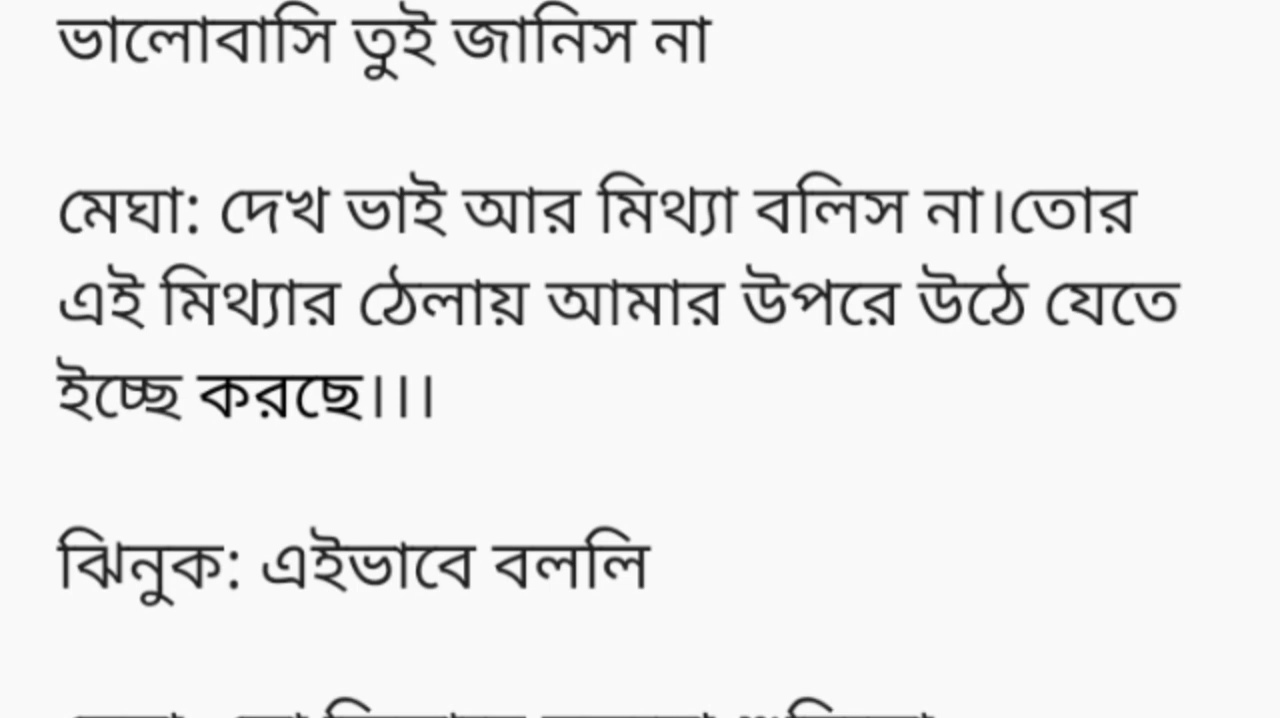 ভালোবাসি তুই জানিস না
মেঘা: দেখ ভাই আর মিথ্যা বলিস না।তোর
এই মিথ্যার ঠেলায় আমার উপরে উঠে যেতে
ইচ্ছে করছে।।।
ঝিনুক: এইভাবে বললি